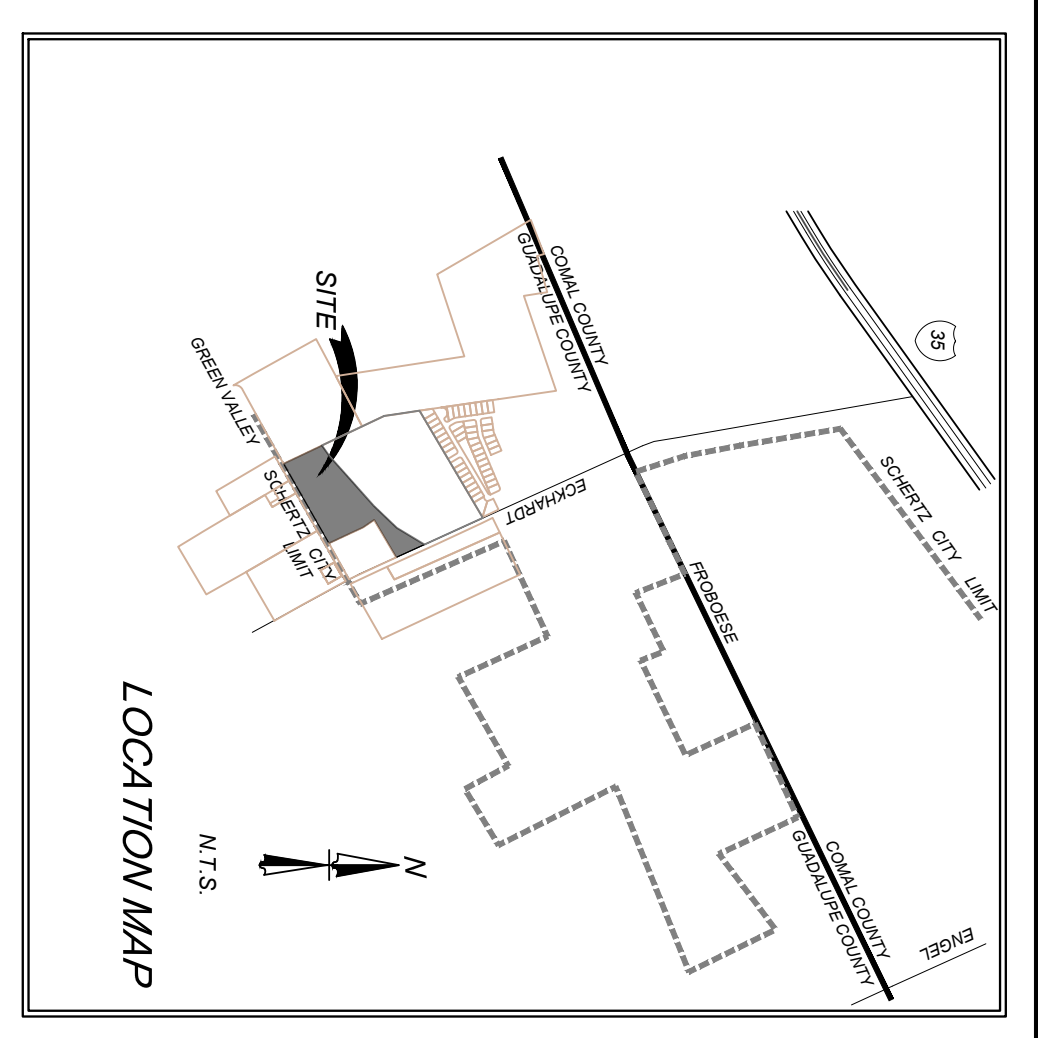 35
COMAL COUNTY
GUADALUPE COUNTY
SITE
GREEN VALLEY
SCHERTZ CITY
LIMIT
SCHERTZ CITY LIMIT
ECKHARDT
FROBOESE
COMAL COUNTY
GUADALUPE COUNTY
ENGEL
N
N.T.S.
LOCATION MAP